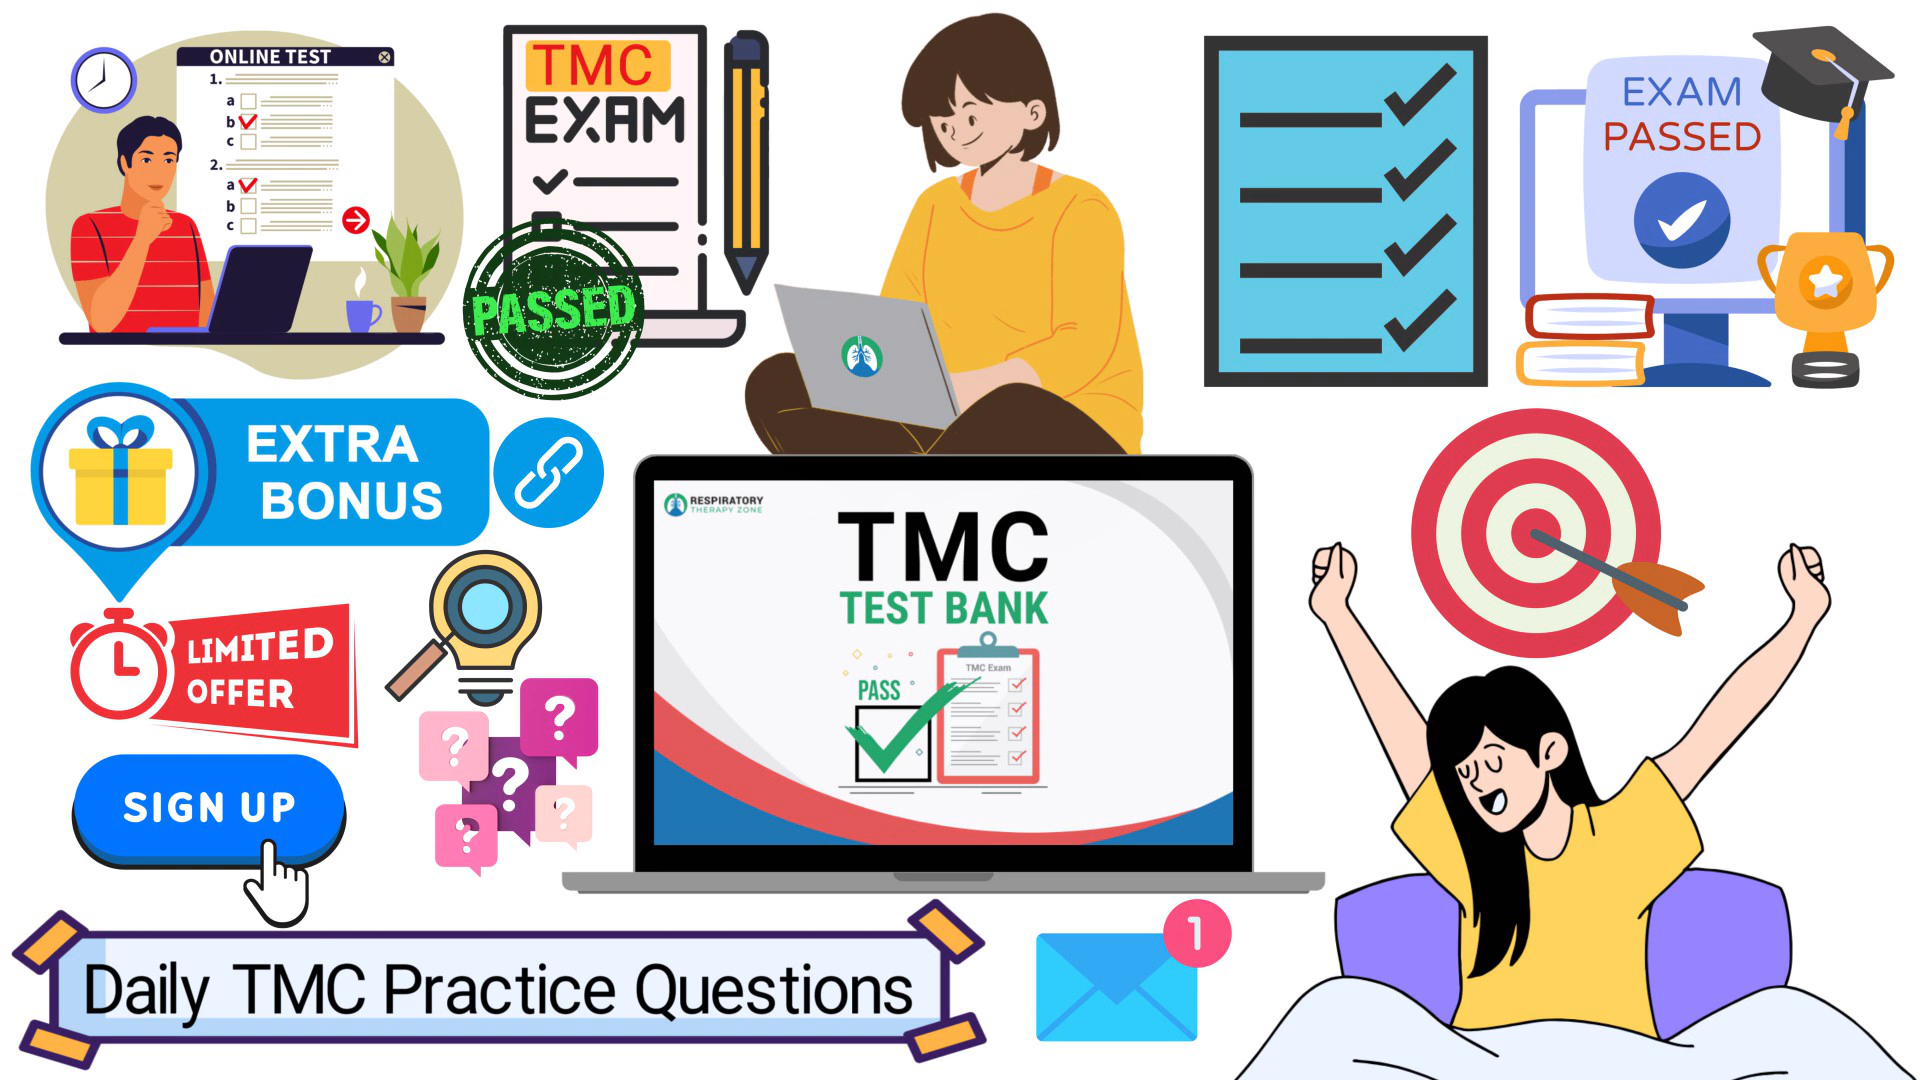 ONLINE TEST
1.
a
b
c
2.
a
b
c
TMC
EXAM
PASSED
EXAM
PASSED
EXTRA
BONUS
LIMITED
OFFER
SIGN UP
? ? ? ? ?
RESPIRATORY
THERAPY ZONE
TMC
TEST BANK
TMC Exam
PASS
Daily TMC Practice Questions
1